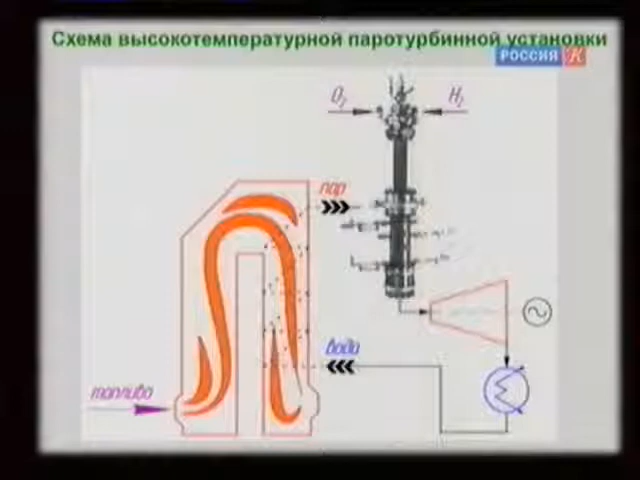 Схема высокотемпературной паротурбинной установки
РОССИЯ К
O₂
H₂
пар
вода
топливо